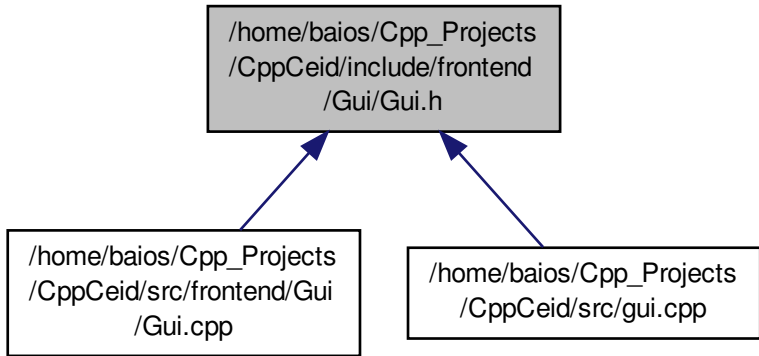 /home/baios/Cpp_Projects
/CppCeid/include/frontend
/Gui/Gui.h
/home/baios/Cpp_Projects
/CppCeid/src/frontend/Gui
/Gui.cpp
/home/baios/Cpp_Projects
/CppCeid/src/gui.cpp